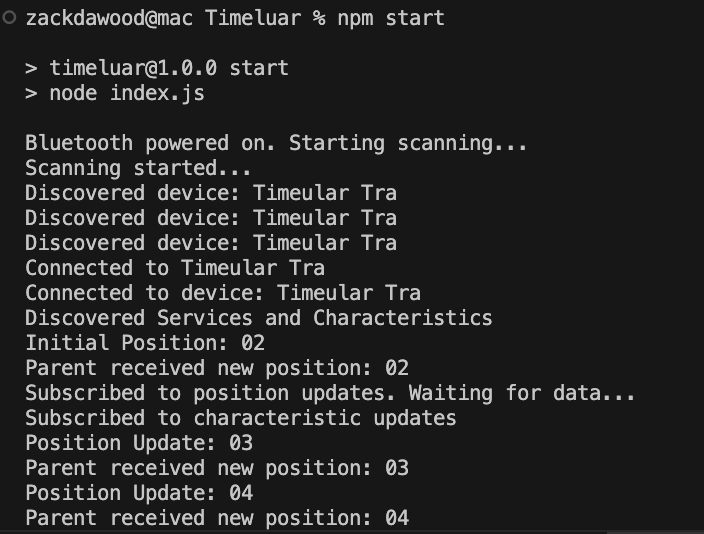 zackdawood@mac Timeluar % npm start
> timeluar@1.0.0 start
> node index.js
Bluetooth powered on. Starting scanning...
Scanning started...
Discovered device: Timeular Tra
Discovered device: Timeular Tra
Discovered device: Timeular Tra
Connected to Timeular Tra
Connected to device: Timeular Tra
Discovered Services and Characteristics
Initial Position: 02
Parent received new position: 02
Subscribed to position updates. Waiting for data...
Subscribed to characteristic updates
Position Update: 03
Parent received new position: 03
Position Update: 04
Parent received new position: 04